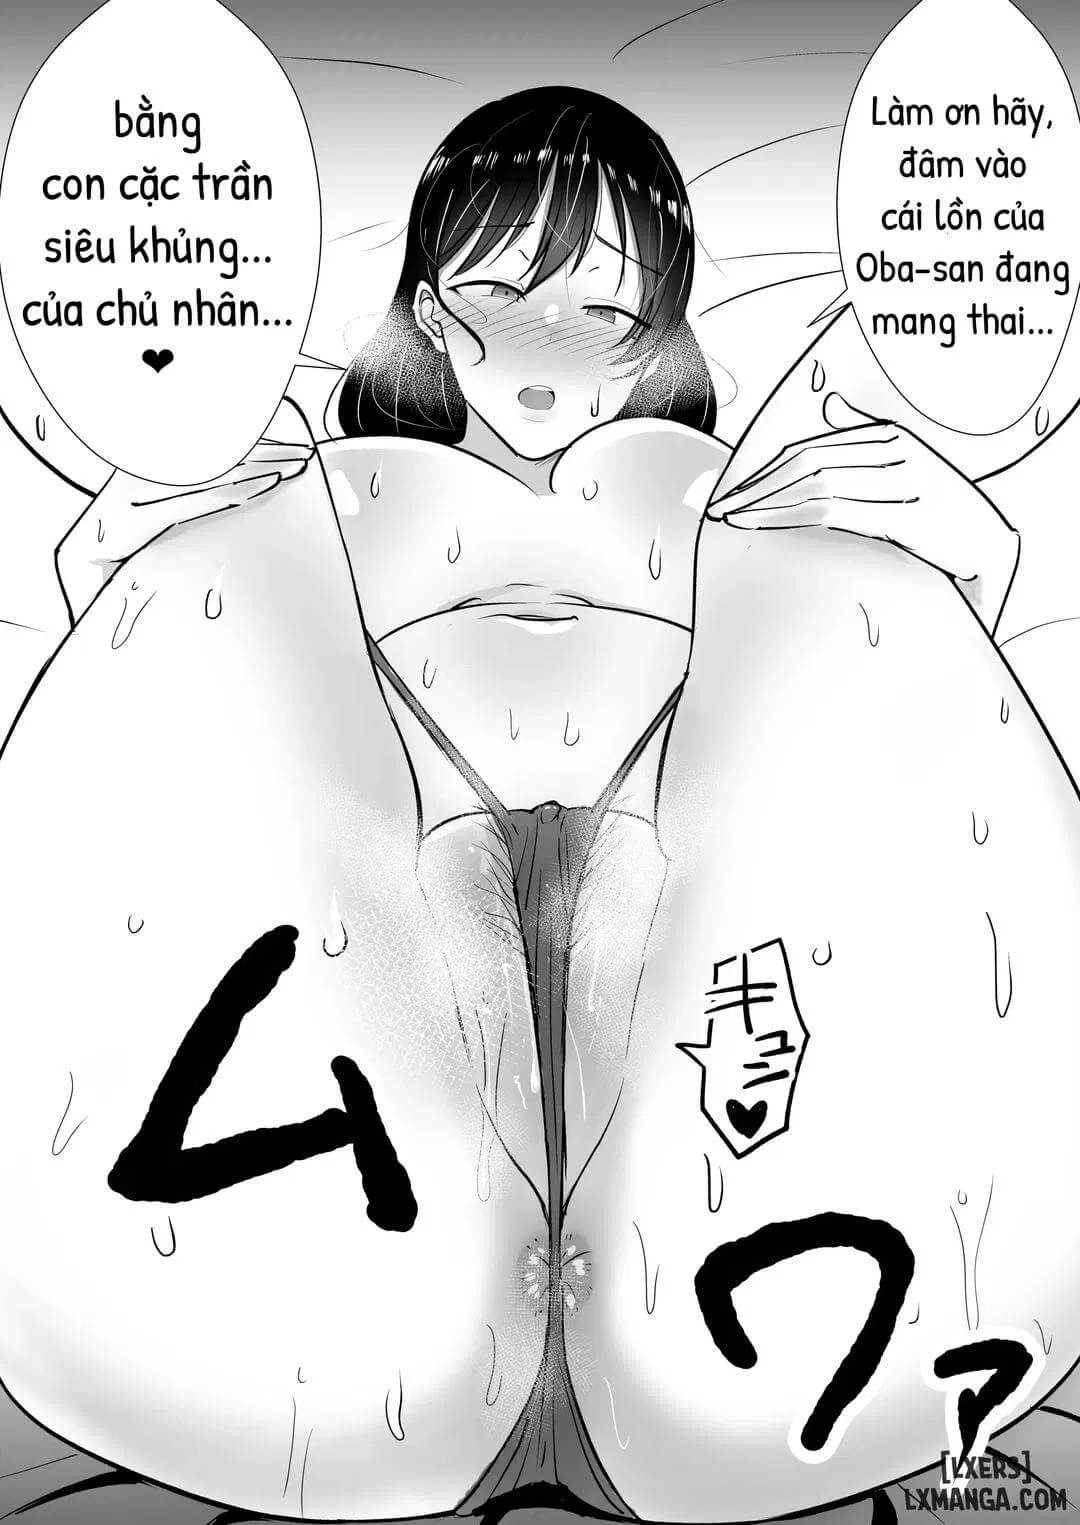 Làm ơn hãy,
đâm vào
cái lồn của
Oba-san đang
mang thai...
bằng
con cặc trần
siêu khủng...
của chủ nhân...
❤
キュン
♥
ムワァ
[LXERS]
LXMANGA.COM